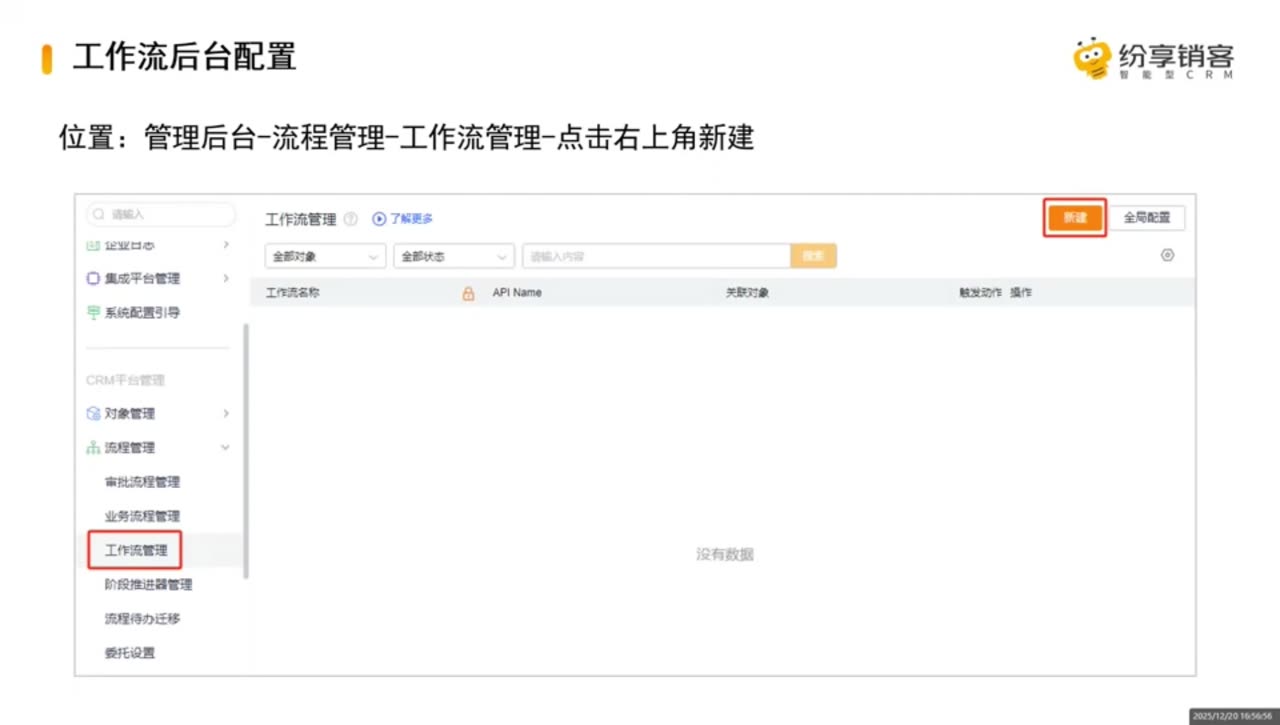 工作流后台配置
纷享销客
智能型CRM
位置：管理后台-流程管理-工作流管理-点击右上角新建
请输入
企业日志
集成平台管理
系统配置引导
CRM平台管理
对象管理
流程管理
审批流程管理
业务流程管理
工作流管理
阶段推进器管理
流程待办迁移
委托设置
工作流管理 了解更多
新建 全局配置
全部对象 全部状态 请输入内容 搜索
工作流名称 API Name 关联对象 触发动作 操作
没有数据
2025/12/20 16:56:56